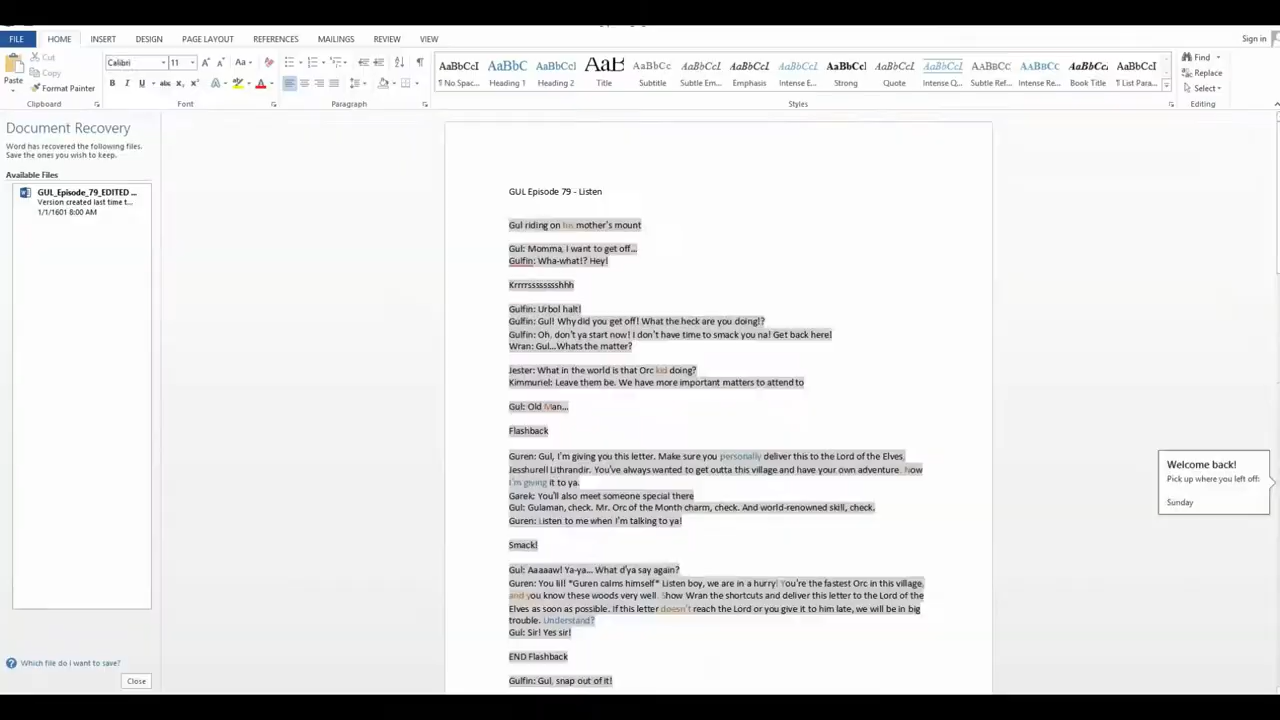 FILE HOME INSERT DESIGN PAGE LAYOUT REFERENCES MAILINGS REVIEW VIEW Sign in
Paste Cut
Copy
Format Painter
Clipboard
Calibri 11
Font
Paragraph
AaBbCcI AaBbC AaBbCcI AaB AaBbCc AaBbCcI AaBbCcI AaBbCcI AaBbCc AaBbCcI AaBbCcI AaBbCc AaBbCc AaBbCc AaBbCcI
¶ No Spac... Heading 1 Heading 2 Title Subtitle Subtle Em... Emphasis Intense E... Strong Quote Intense Q... Subtle Ref... Intense Re... Book Title ¶ List Para...
Styles
Find
Replace
Select
Editing
Document Recovery
Word has recovered the following files.
Save the ones you wish to keep.
Available Files
GUL_Episode_79_EDITED ...
Version created last time t...
1/1/1601 8:00 AM
Which file do I want to save?
Close
GUL Episode 79 - Listen
Gul riding on his mother's mount
Gul: Momma, I want to get off...
Gulfin: Wha-what!? Hey!
Krrrrsssssssshhh
Gulfin: Urbol halt!
Gulfin: Gul! Why did you get off! What the heck are you doing!?
Gulfin: Oh, don't ya start now! I don't have time to smack you na! Get back here!
Wran: Gul...Whats the matter?
Jester: What in the world is that Orc kid doing?
Kimmuriel: Leave them be. We have more important matters to attend to
Gul: Old Man...
Flashback
Guren: Gul, I'm giving you this letter. Make sure you personally deliver this to the Lord of the Elves,
Jesshurell Lithrandir. You've always wanted to get outta this village and have your own adventure. Now
I'm giving it to ya.
Garek: You'll also meet someone special there
Gul: Gulaman, check. Mr. Orc of the Month charm, check. And world-renowned skill, check.
Guren: Listen to me when I'm talking to ya!
Smack!
Gul: Aaaaaw! Ya-ya... What d'ya say again?
Guren: You lil! *Guren calms himself* Listen boy, we are in a hurry! You're the fastest Orc in this village,
and you know these woods very well. Show Wran the shortcuts and deliver this letter to the Lord of the
Elves as soon as possible. If this letter doesn't reach the Lord or you give it to him late, we will be in big
trouble. Understand?
Gul: Sir! Yes sir!
END Flashback
Gulfin: Gul, snap out of it!
Welcome back!
Pick up where you left off:
Sunday